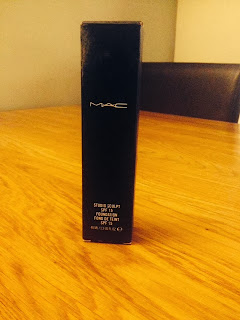 MAC
STUDIO SCULPT
SPF 15
FOUNDATION
FOND DE TEINT
SPF 15